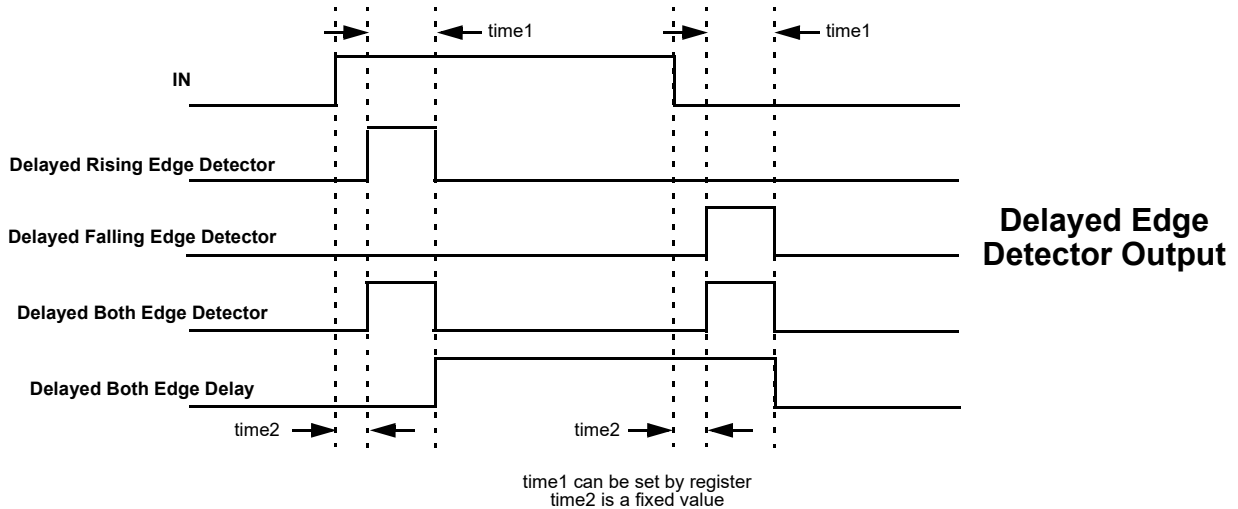 time1
time1
IN
Delayed Rising Edge Detector
Delayed Falling Edge Detector
Delayed Edge
Detector Output
Delayed Both Edge Detector
Delayed Both Edge Delay
time2
time2
time1 can be set by register
time2 is a fixed value